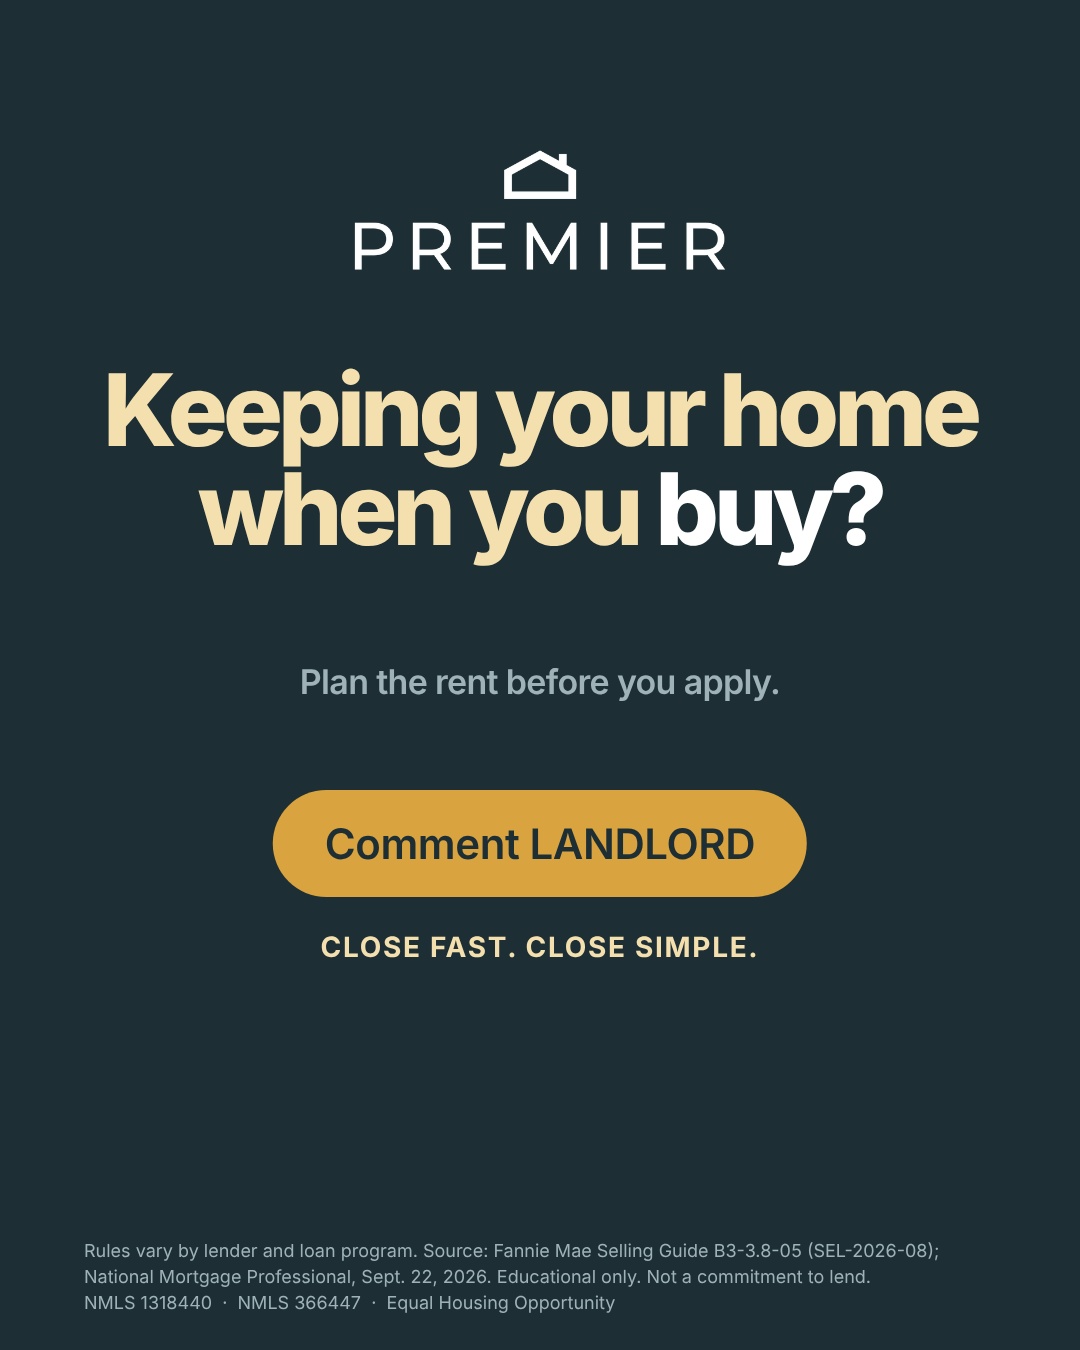 PREMIER
Keeping your home
when you buy?
Plan the rent before you apply.
Comment LANDLORD
CLOSE FAST. CLOSE SIMPLE.
Rules vary by lender and loan program. Source: Fannie Mae Selling Guide B3-3.8-05 (SEL-2026-08);
National Mortgage Professional, Sept. 22, 2026. Educational only. Not a commitment to lend.
NMLS 1318440 · NMLS 366447 · Equal Housing Opportunity